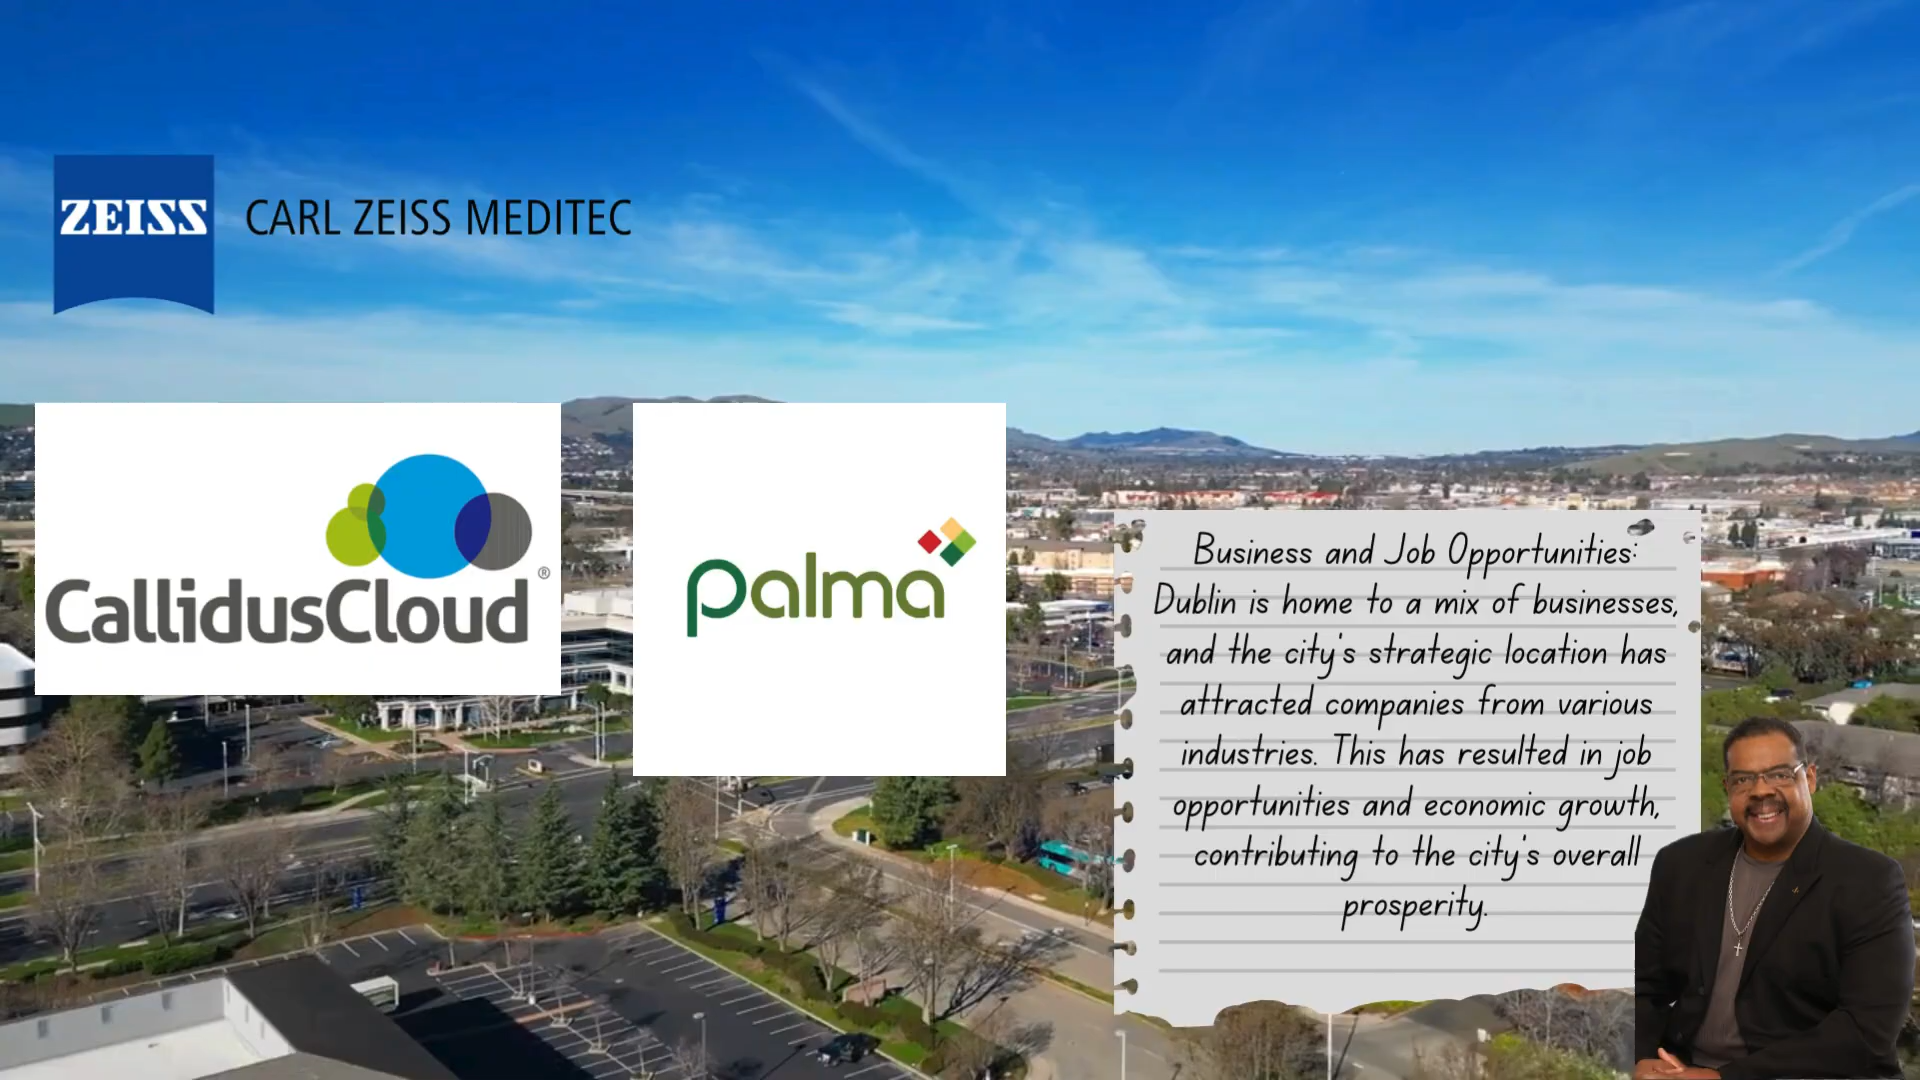 ZEISS
CARL ZEISS MEDITEC
CallidusCloud®
palma
Business and Job Opportunities:
Dublin is home to a mix of businesses,
and the city's strategic location has
attracted companies from various
industries. This has resulted in job
opportunities and economic growth,
contributing to the city's overall
prosperity.